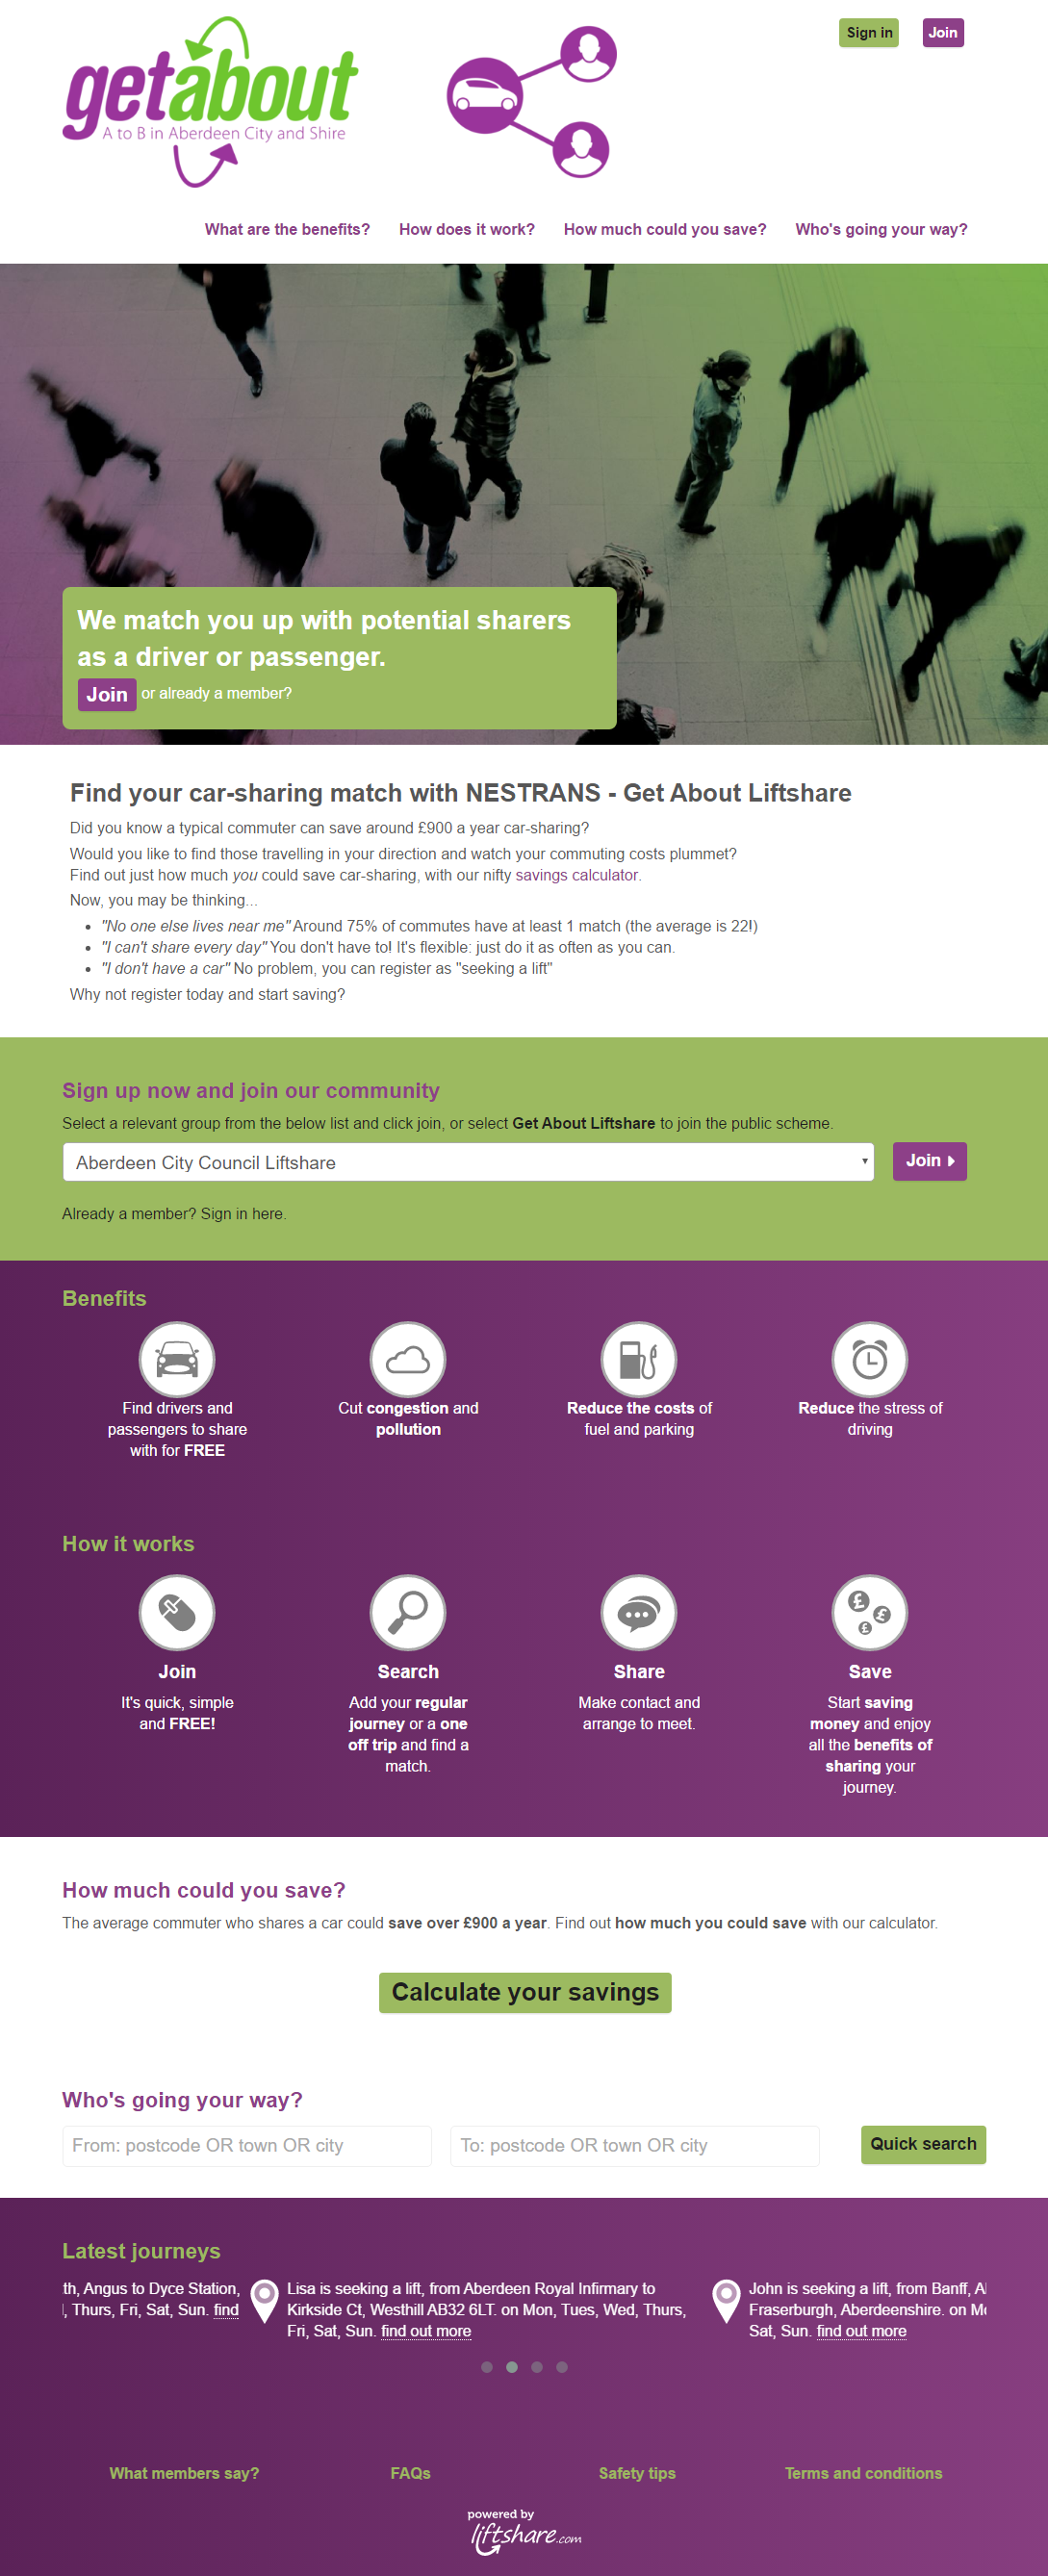 Sign in
Join
getabout
A to B in Aberdeen City and Shire
What are the benefits?
How does it work?
How much could you save?
Who's going your way?
We match you up with potential sharers
as a driver or passenger.
Join or already a member?
Find your car-sharing match with NESTRANS - Get About Liftshare
Did you know a typical commuter can save around £900 a year car-sharing?
Would you like to find those travelling in your direction and watch your commuting costs plummet?
Find out just how much you could save car-sharing, with our nifty savings calculator.
Now, you may be thinking...
• "No one else lives near me" Around 75% of commutes have at least 1 match (the average is 22!)
• "I can't share every day" You don't have to! It's flexible: just do it as often as you can.
• "I don't have a car" No problem, you can register as "seeking a lift"
Why not register today and start saving?
Sign up now and join our community
Select a relevant group from the below list and click join, or select Get About Liftshare to join the public scheme.
Aberdeen City Council Liftshare
Join
Already a member? Sign in here.
Benefits
Find drivers and
passengers to share
with for FREE
Cut congestion and
pollution
Reduce the costs of
fuel and parking
Reduce the stress of
driving
How it works
£
£
£
Join
It's quick, simple
and FREE!
Search
Add your regular
journey or a one
off trip and find a
match.
Share
Make contact and
arrange to meet.
Save
Start saving
money and enjoy
all the benefits of
sharing your
journey.
How much could you save?
The average commuter who shares a car could save over £900 a year. Find out how much you could save with our calculator.
Calculate your savings
Who's going your way?
From: postcode OR town OR city
To: postcode OR town OR city
Quick search
Latest journeys
th, Angus to Dyce Station,
, Thurs, Fri, Sat, Sun. find
Lisa is seeking a lift, from Aberdeen Royal Infirmary to
Kirkside Ct, Westhill AB32 6LT. on Mon, Tues, Wed, Thurs,
Fri, Sat, Sun. find out more
John is seeking a lift, from Banff,
Fraserburgh, Aberdeenshire. on
Sat, Sun. find out more
What members say?
FAQs
Safety tips
Terms and conditions
powered by
liftshare.com